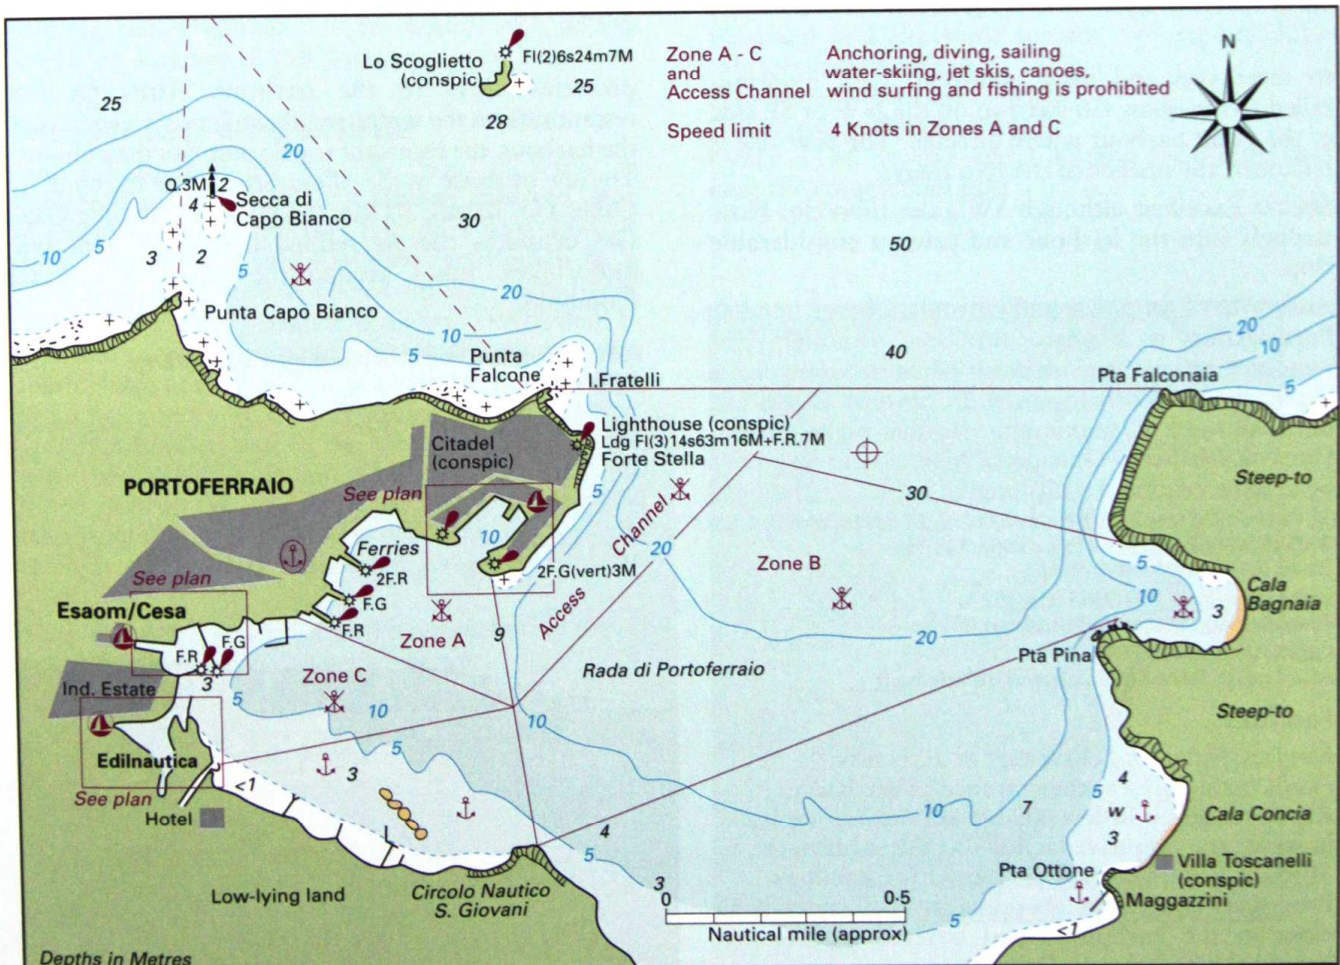 Lo Scoglietto
(conspic)
Fl(2)6s24m7M
25
28
Zone A - C
and
Access Channel
Anchoring, diving, sailing
water-skiing, jet skis, canoes,
wind surfing and fishing is prohibited
Speed limit
4 Knots in Zones A and C
N
25
20
0.3M
2
4
Secca di
Capo Bianco
30
50
10
5
3
2
5
20
Punta Capo Bianco
10
5
40
20
10
5
Punta
Falcone
I.Fratelli
Pta Falconaia
Lighthouse (conspic)
Ldg Fl(3)14s63m16M+F.R.7M
Forte Stella
Citadel
(conspic)
PORTOFERRAIO
See plan
5
30
Steep-to
Channel
Access
10
20
Ferries
2F.R
2F.G(vert)3M
Zone B
5
10
3
Cala
Bagnaia
See plan
Esaom/Cesa
F.G
F.R
F.G
F.R
Zone A
9
20
Pta Pina
3
Ind. Estate
Zone C
Rada di Portoferraio
5
10
10
Steep-to
5
Edilnautica
See plan
<1
3
Hotel
4
5
w
3
10
7
Cala Concia
4
5
3
Pta Ottone
Villa Toscanelli
(conspic)
Maggazzini
Low-lying land
Circolo Nautico
S. Giovani
0
0·5
Nautical mile (approx)
5
<1
Depths in Metres